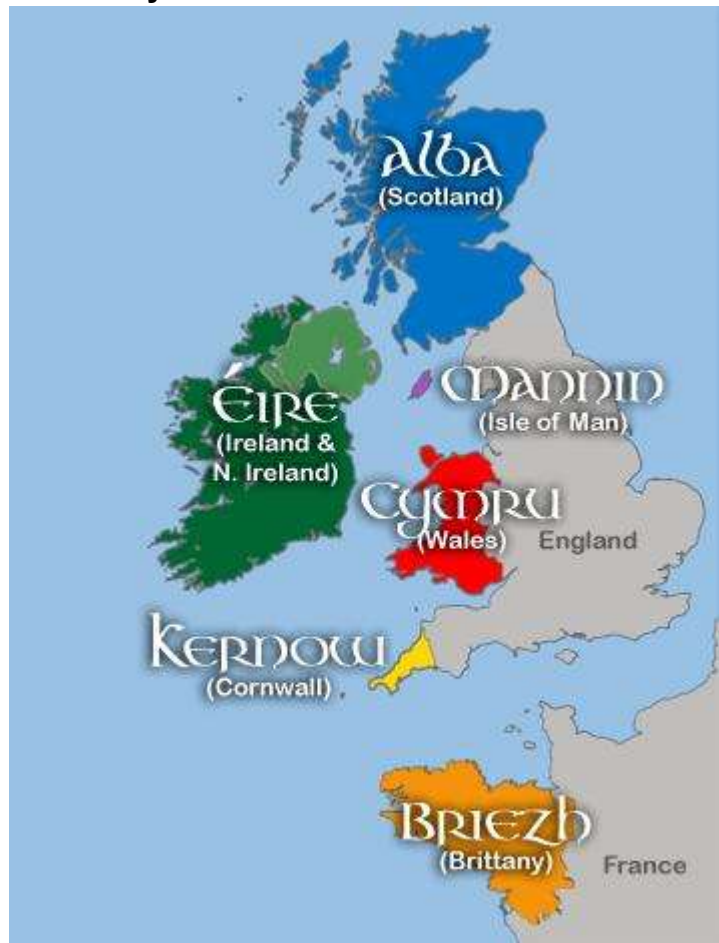 alba
(Scotland)
Mannin
(Isle of Man)
Éire
(Ireland &
N. Ireland)
Cymru
(Wales)
England
Kernow
(Cornwall)
Briezh
(Brittany)
France